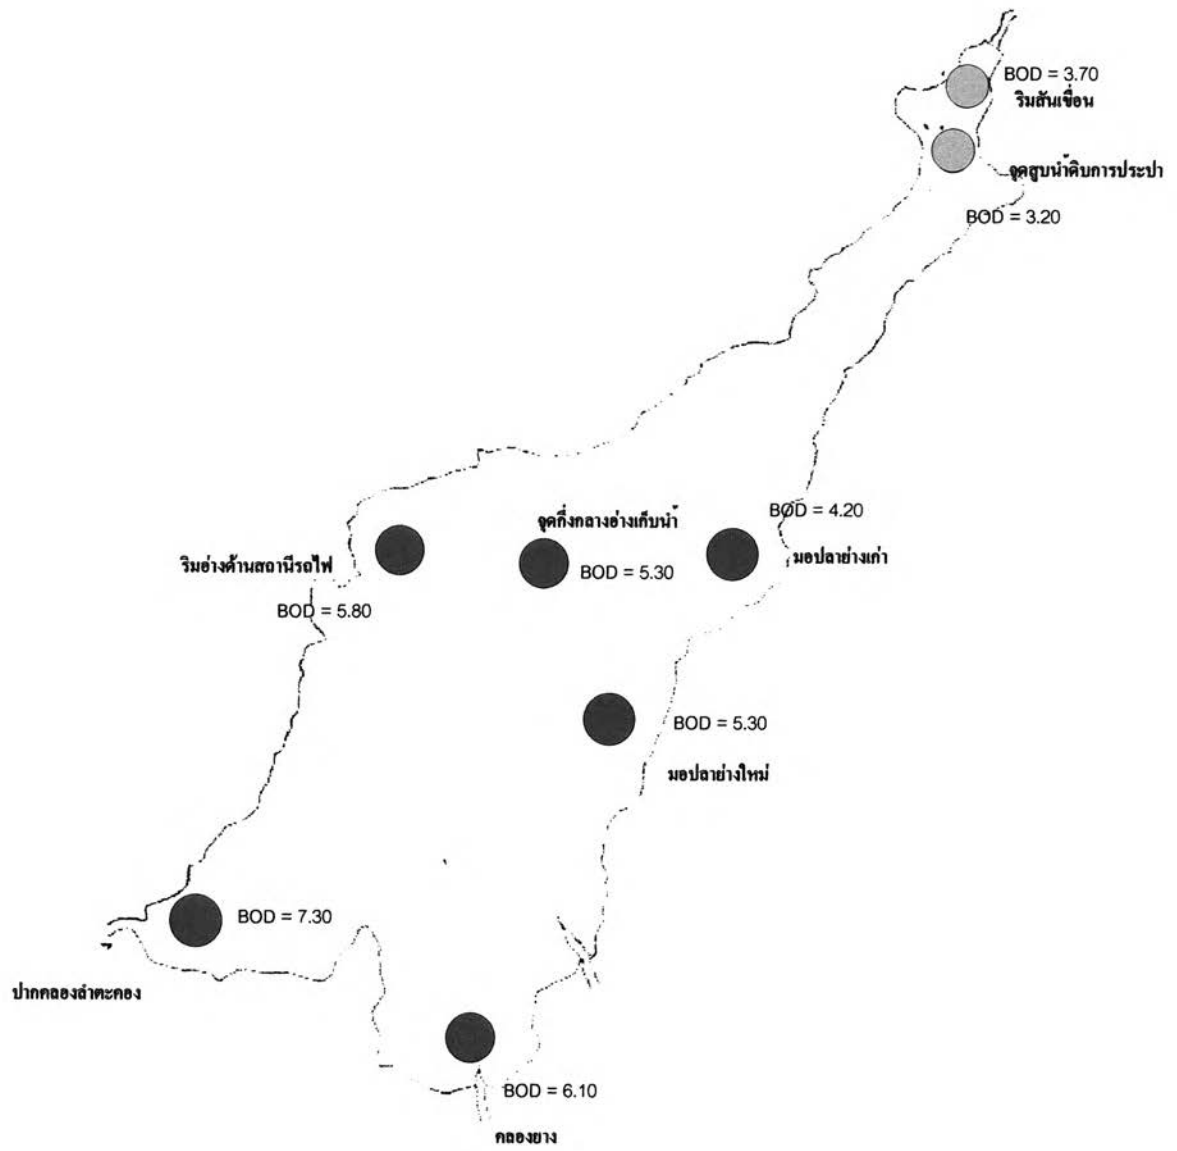 BOD = 3.70
ริมสันเขื่อน
จุดสูบน้ำดิบการประปา
BOD = 3.20
จุดกึ่งกลางอ่างเก็บน้ำ
BOD = 4.20
มอปลาย่างเก่า
ริมอ่างด้านสถานีรถไฟ
BOD = 5.30
BOD = 5.80
BOD = 5.30
มอปลาย่างใหม่
BOD = 7.30
ปากคลองลำตะคอง
BOD = 6.10
คลองยาง